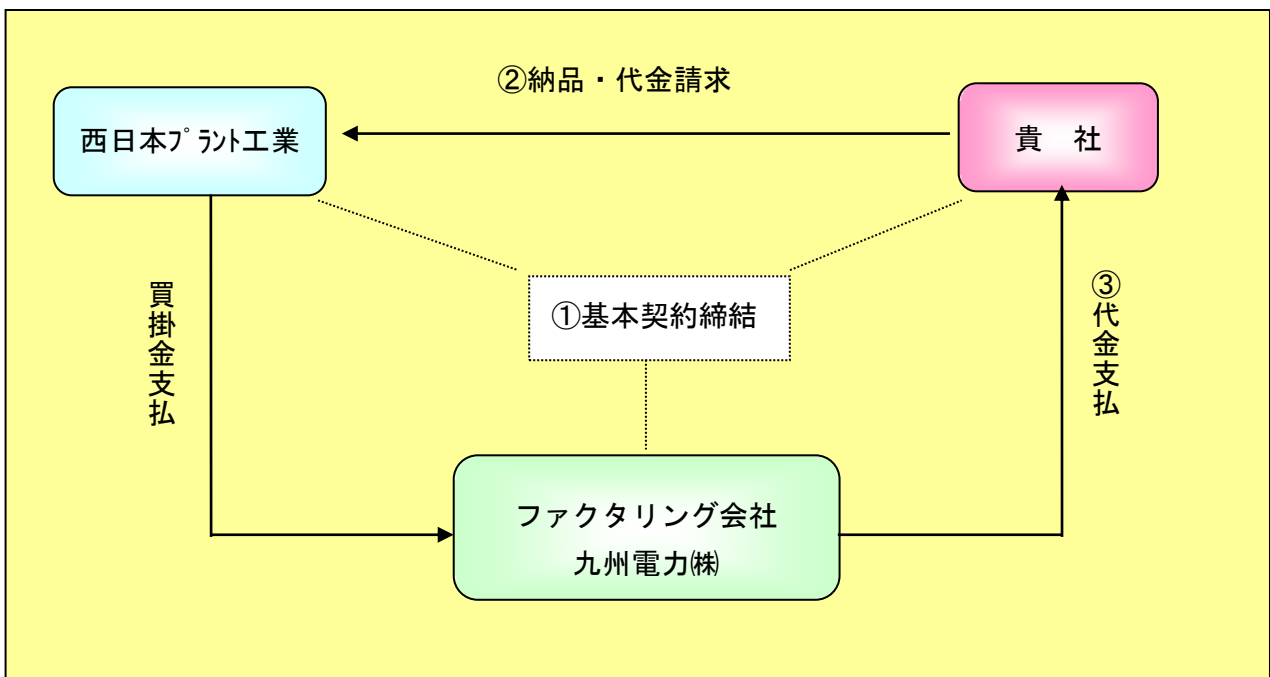 ②納品・代金請求
西日本ﾌﾟﾗﾝﾄ工業
貴　社
①基本契約締結
買掛金支払
③代金支払
ファクタリング会社
九州電力㈱